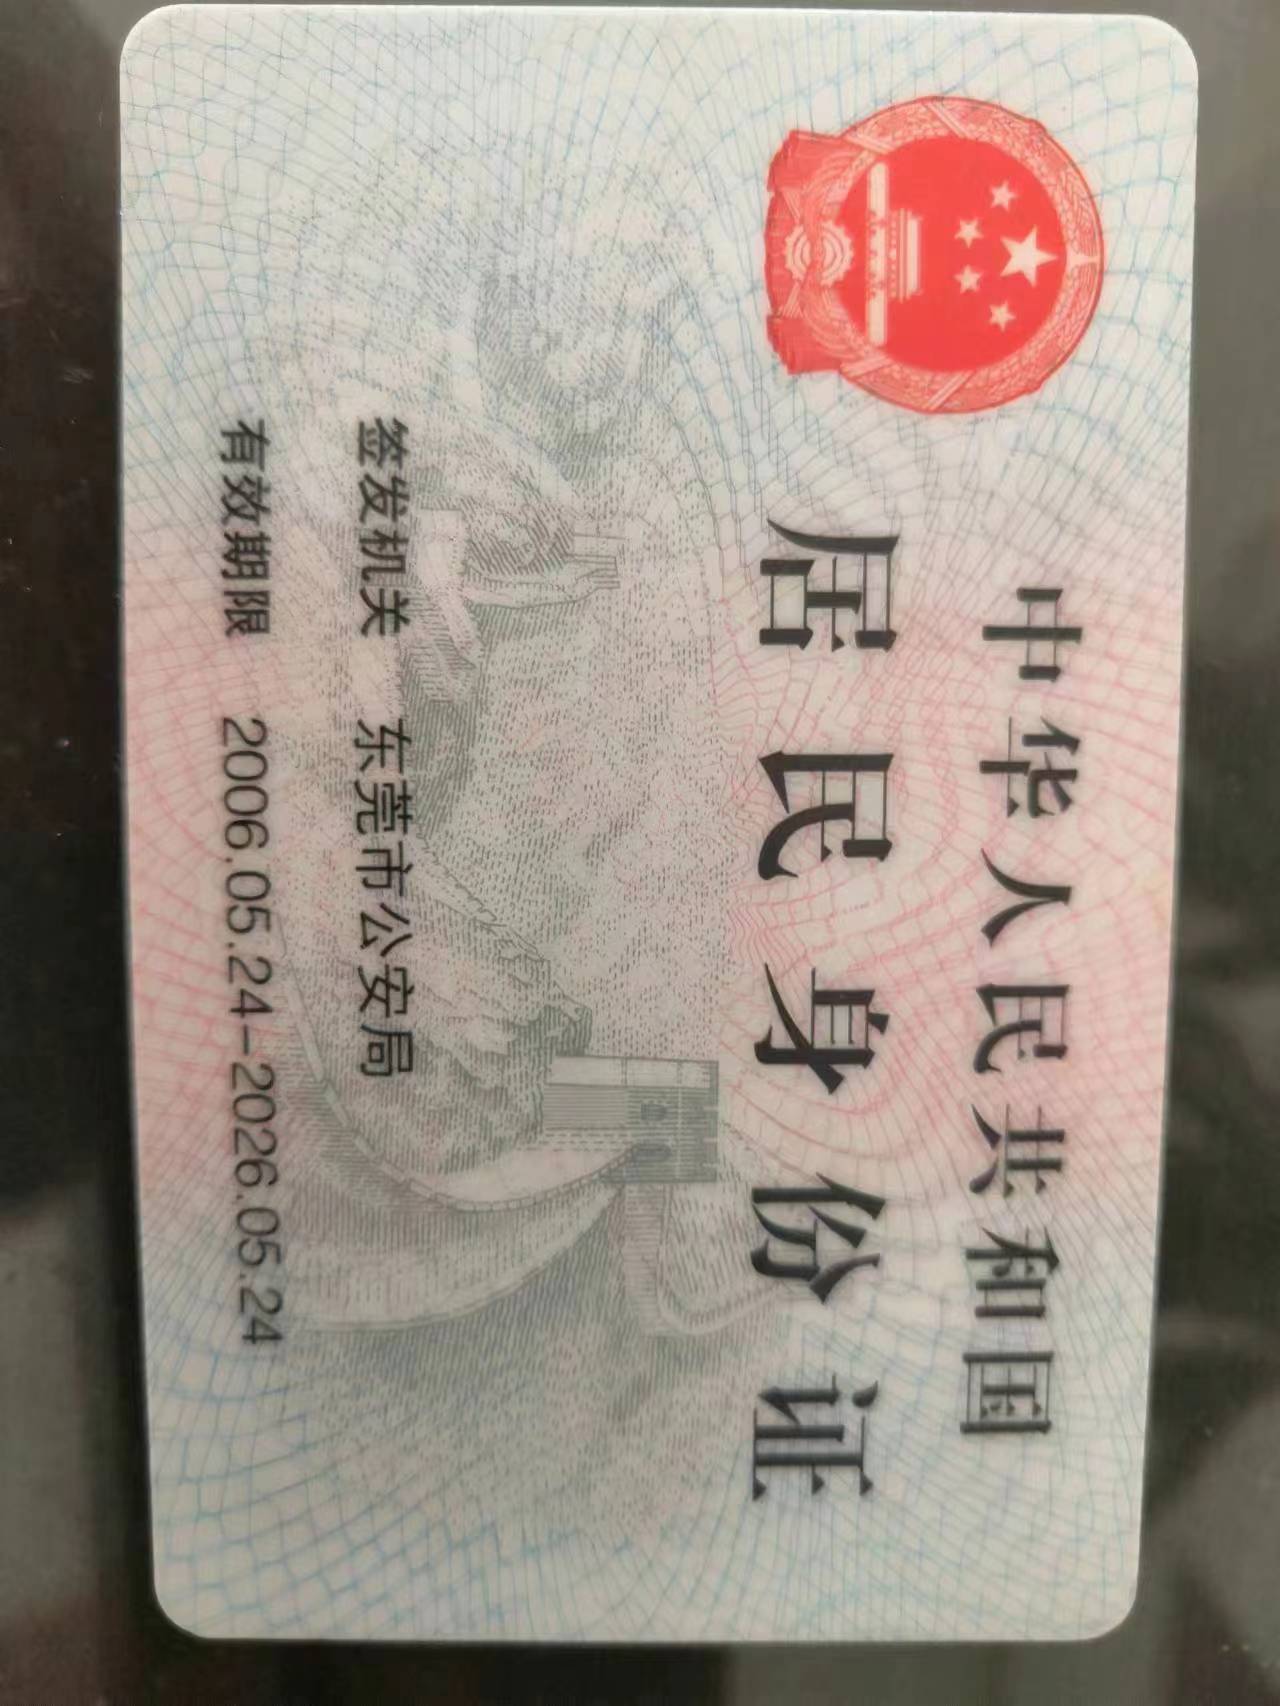 中华人民共和国
居民身份证
签发机关 东莞市公安局
有效期限 2006.05.24-2026.05.24